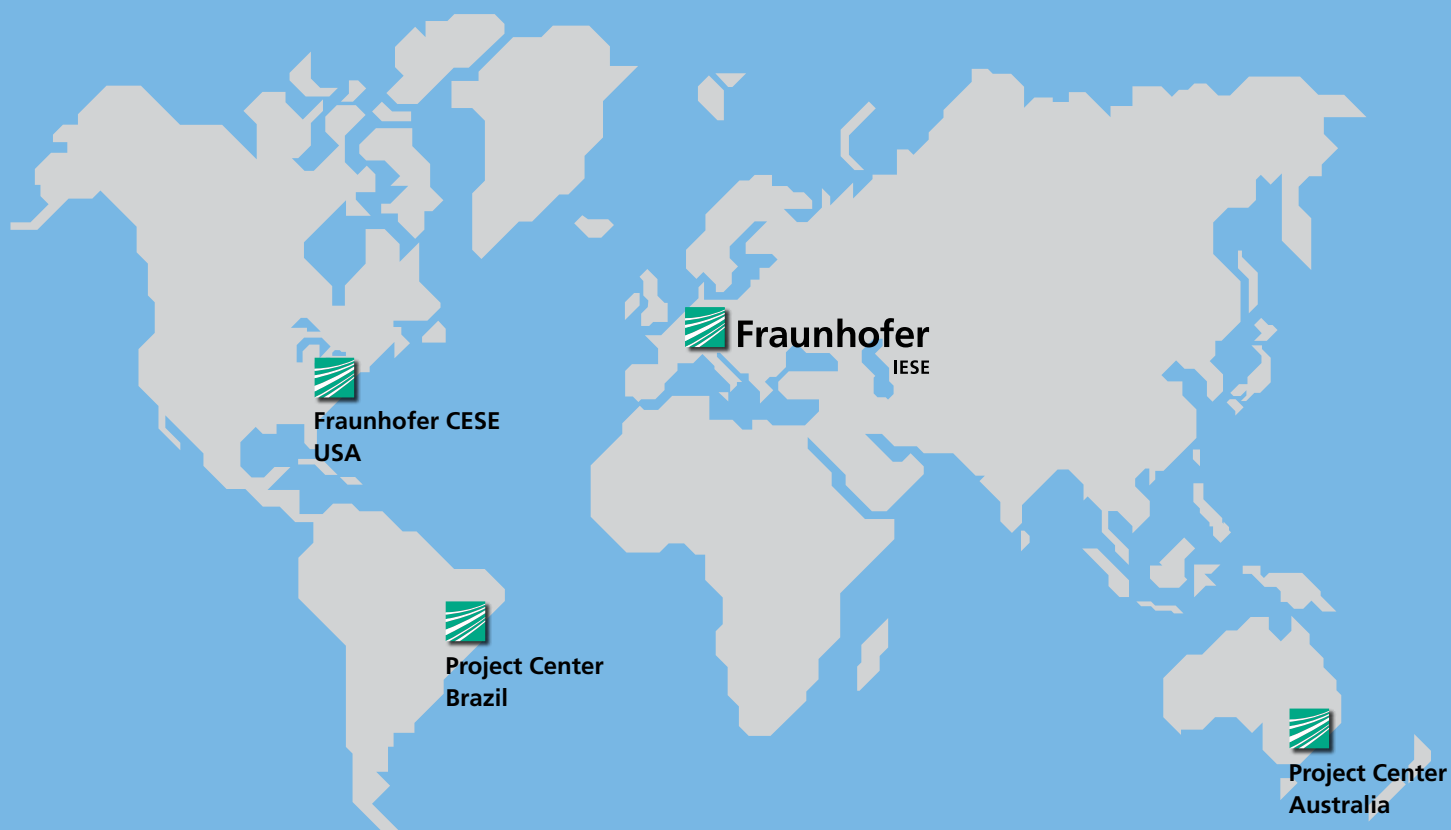 Fraunhofer
IESE
Fraunhofer CESE
USA
Project Center
Brazil
Project Center
Australia